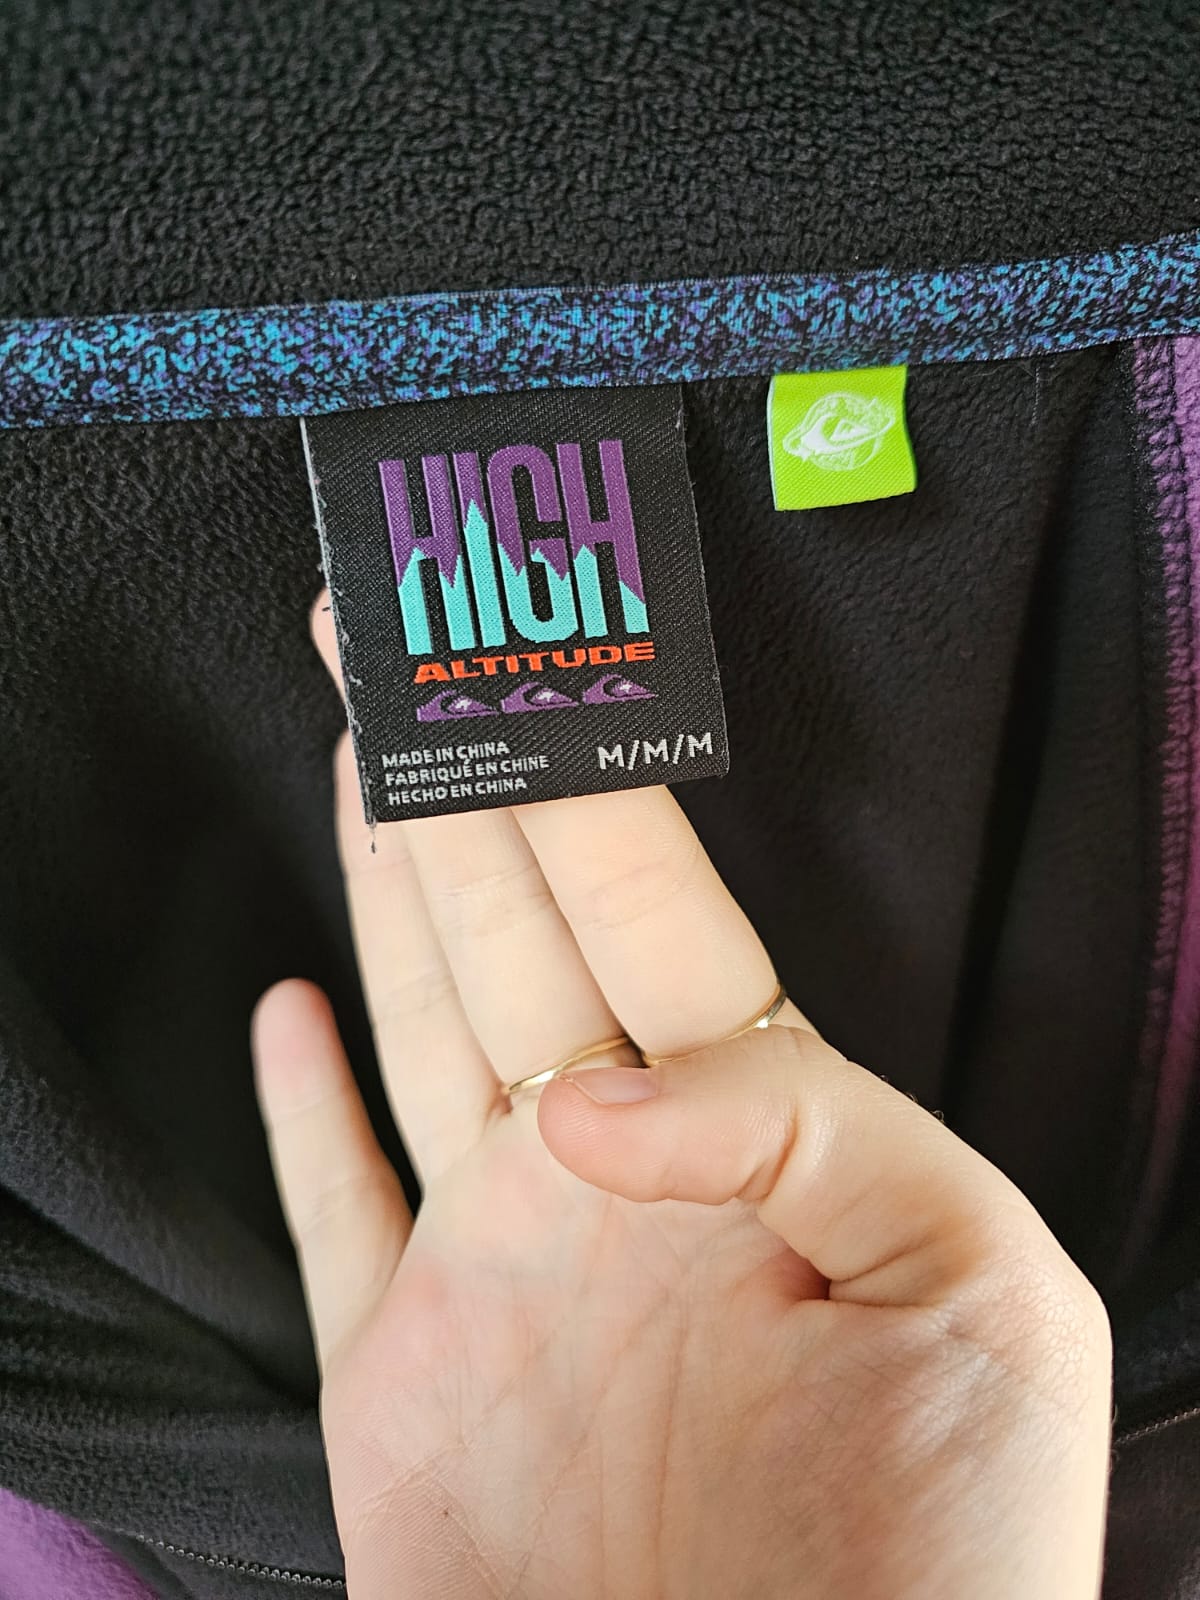 HIGH
ALTITUDE
MADE IN CHINA
FABRIQUÉ EN CHINE
HECHO EN CHINA
M/M/M